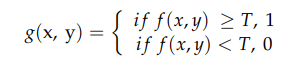 g(x, y) = { if f(x,y) ≥ T, 1
if f(x,y) < T, 0